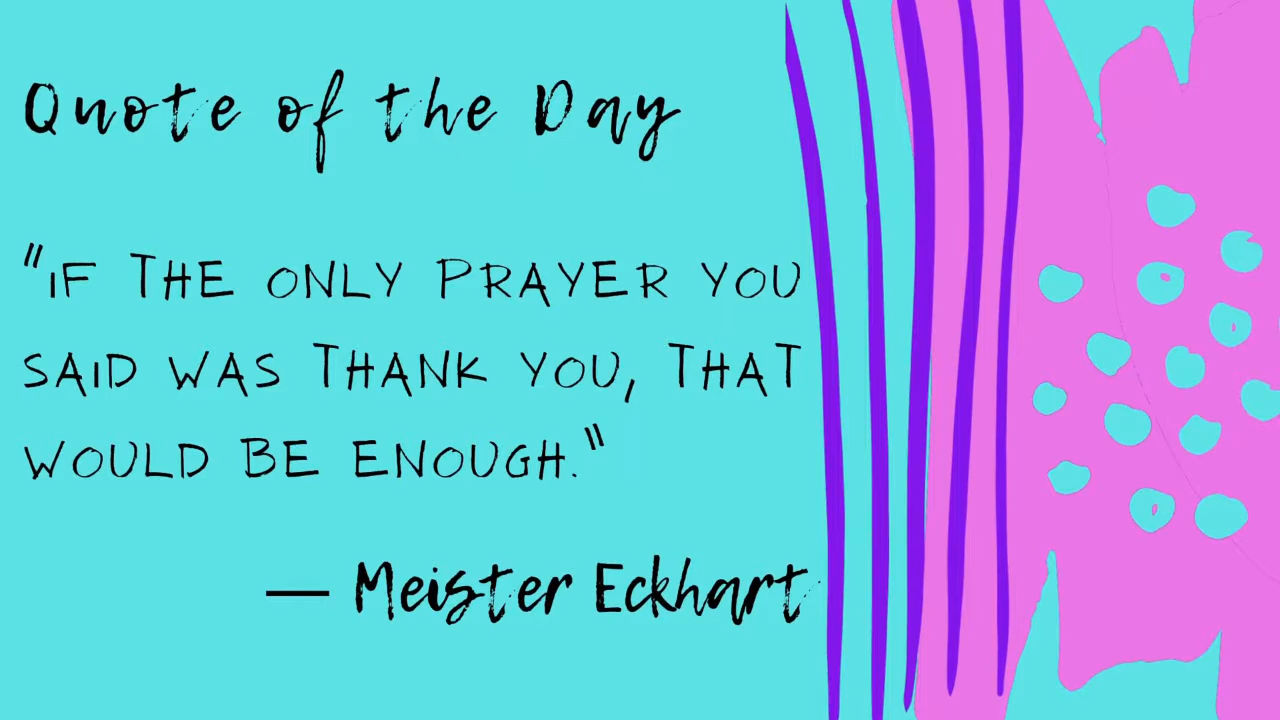 Quote of the Day
"IF THE ONLY PRAYER YOU
SAID WAS THANK YOU, THAT
WOULD BE ENOUGH."
— Meister Eckhart